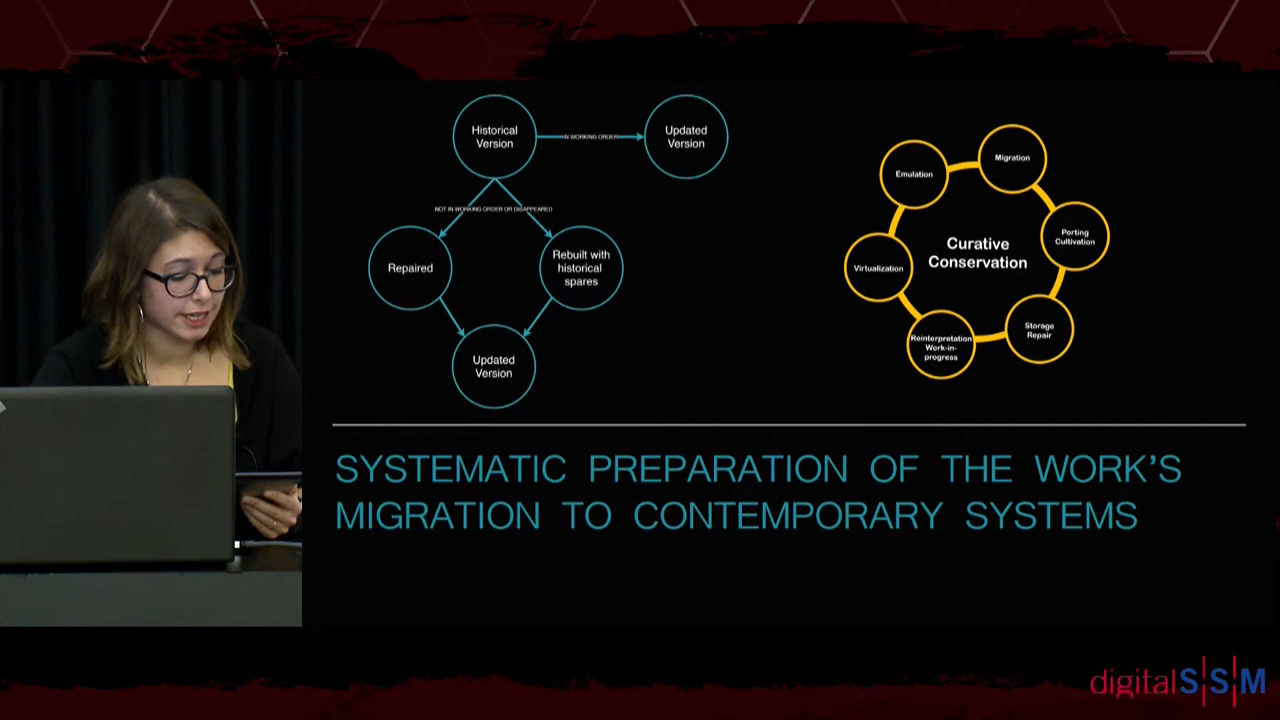 Historical
Version
IN WORKING ORDER
Updated
Version
NOT IN WORKING ORDER OR DISAPPEARED
Repaired
Rebuilt with
historical
spares
Updated
Version
Emulation
Migration
Porting
Cultivation
Curative
Conservation
Virtualization
Storage
Repair
Reinterpretation
Work-in-
progress
SYSTEMATIC PREPARATION OF THE WORK'S
MIGRATION TO CONTEMPORARY SYSTEMS
digitalSSM